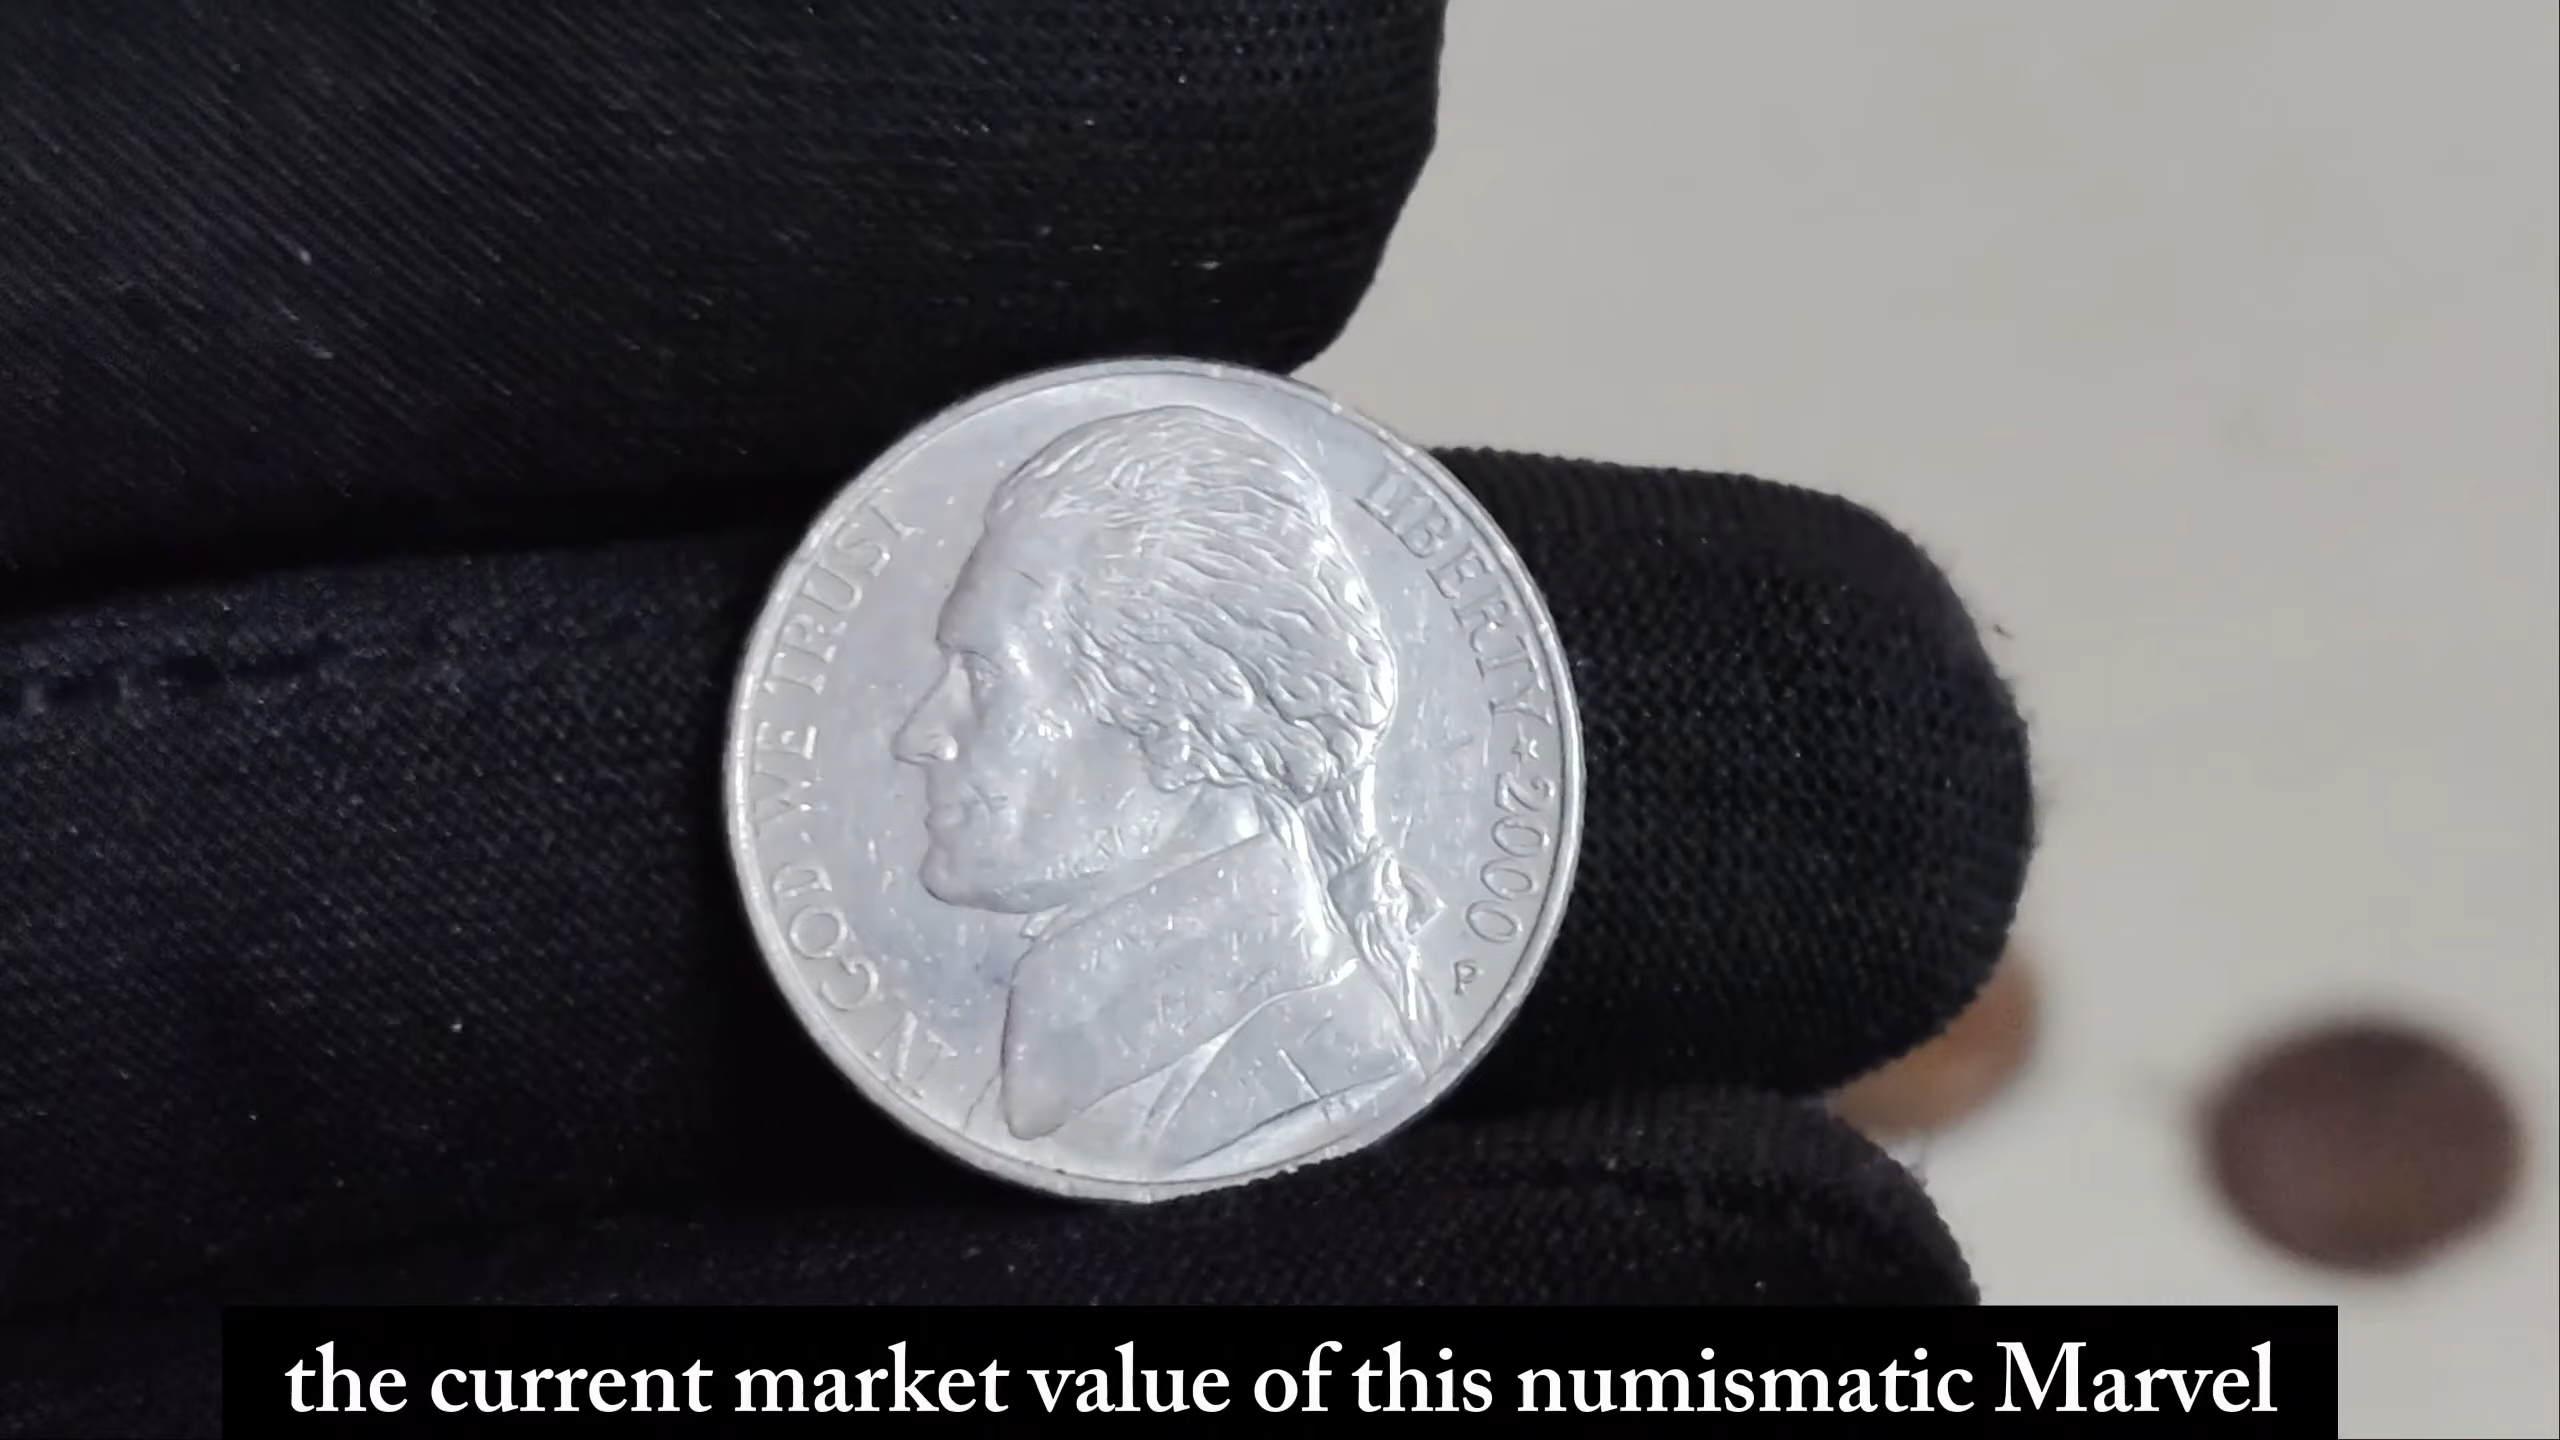 IN GOD WE TRUST
LIBERTY ★ 2000
P
the current market value of this numismatic Marvel